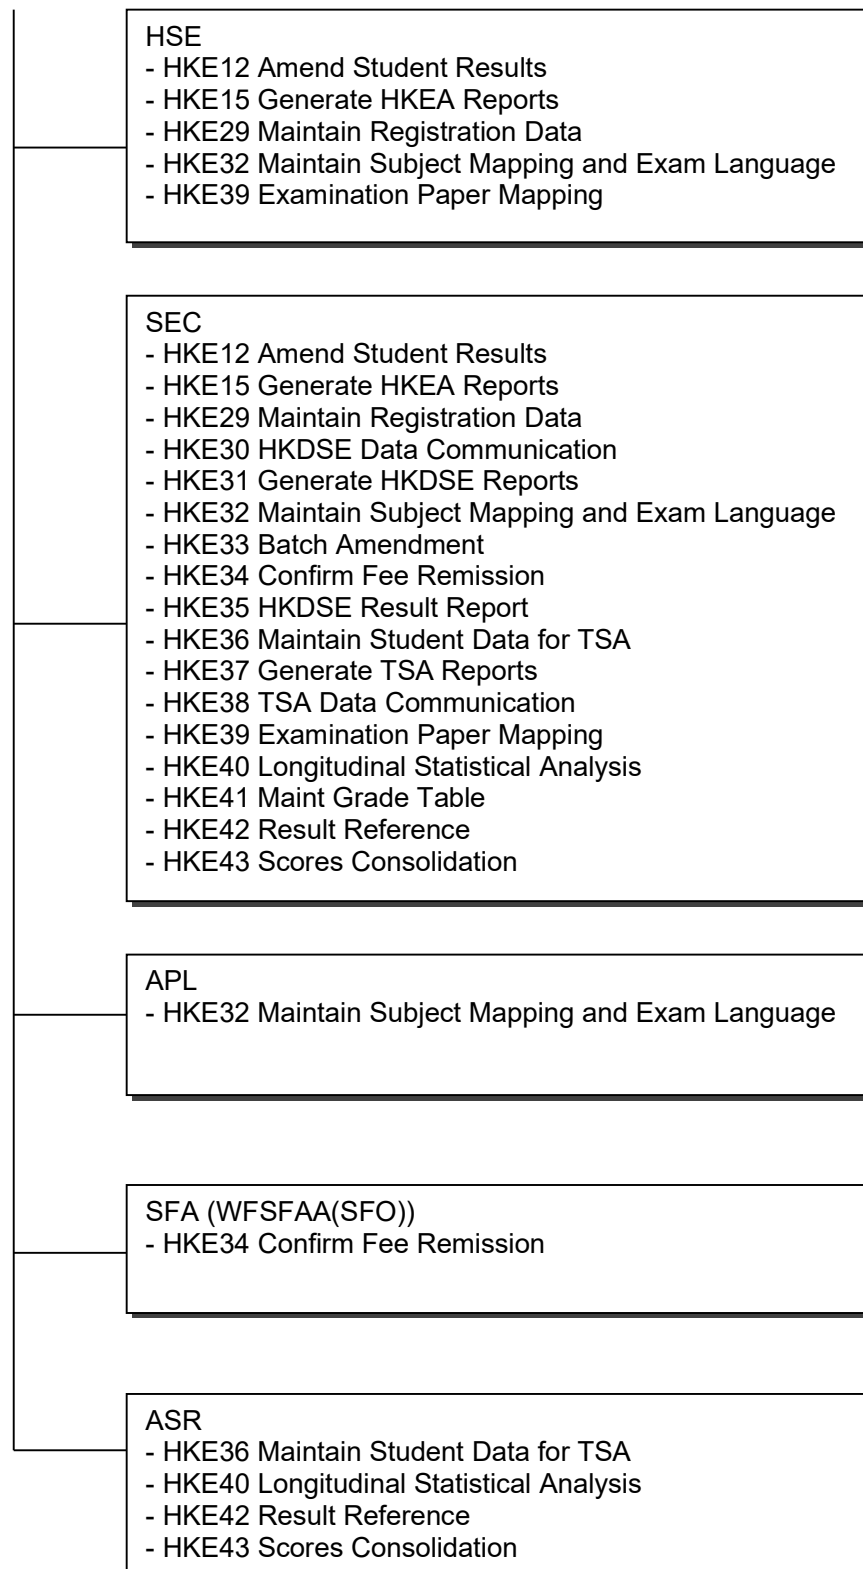 HSE
- HKE12 Amend Student Results
- HKE15 Generate HKEA Reports
- HKE29 Maintain Registration Data
- HKE32 Maintain Subject Mapping and Exam Language
- HKE39 Examination Paper Mapping
SEC
- HKE12 Amend Student Results
- HKE15 Generate HKEA Reports
- HKE29 Maintain Registration Data
- HKE30 HKDSE Data Communication
- HKE31 Generate HKDSE Reports
- HKE32 Maintain Subject Mapping and Exam Language
- HKE33 Batch Amendment
- HKE34 Confirm Fee Remission
- HKE35 HKDSE Result Report
- HKE36 Maintain Student Data for TSA
- HKE37 Generate TSA Reports
- HKE38 TSA Data Communication
- HKE39 Examination Paper Mapping
- HKE40 Longitudinal Statistical Analysis
- HKE41 Maint Grade Table
- HKE42 Result Reference
- HKE43 Scores Consolidation
APL
- HKE32 Maintain Subject Mapping and Exam Language
SFA (WFSFAA(SFO))
- HKE34 Confirm Fee Remission
ASR
- HKE36 Maintain Student Data for TSA
- HKE40 Longitudinal Statistical Analysis
- HKE42 Result Reference
- HKE43 Scores Consolidation